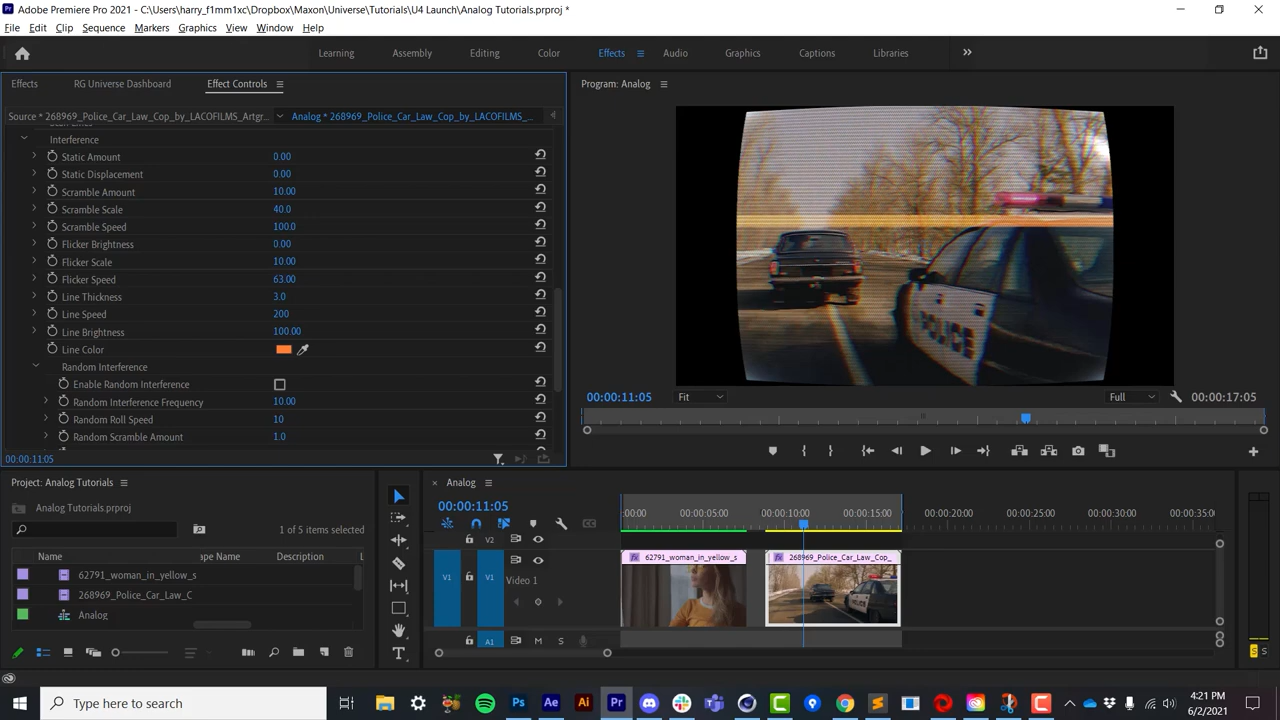 Adobe Premiere Pro 2021 - C:\Users\harry_f1mm1xc\Dropbox\Maxon\Universe\Tutorials\U4 Launch\Analog Tutorials.prproj *
File Edit Clip Sequence Markers Graphics View Window Help
Learning Assembly Editing Color Effects Audio Graphics Captions Libraries
Effects RG Universe Dashboard Effect Controls
Program: Analog
Source * 268969_Police_Car_Law_Cop_by_LACOFIL... Analog * 268969_Police_Car_Law_Cop_by_LACOFILMS_...
Interference
Static Amount 0.00
Static Displacement 0.00
Scramble Amount 10.00
Scramble Scale 40.0
Scramble Speed 100.0
Flicker Brightness 0.00
Flicker Scale 10.00
Flicker Speed 63.00
Line Thickness 3.0
Line Speed 200
Line Brightness 100.00
Line Color
Random Interference
Enable Random Interference
Random Interference Frequency 10.00
Random Roll Speed 10
Random Scramble Amount 1.0
00:00:11:05
POLICE
00:00:11:05 Fit Full 00:00:17:05
Project: Analog Tutorials
Analog Tutorials.prproj
1 of 5 items selected
Name ape Name Description
62791_woman_in_yellow_s
268969_Police_Car_Law_C
Analog
Analog
00:00:11:05
:00:00 00:00:05:00 00:00:10:00 00:00:15:00 00:00:20:00 00:00:25:00 00:00:30:00 00:00:35:0
V2
V1 V1 Video 1
62791_woman_in_yellow_s
268969_Police_Car_Law_Cop_
A1 M S
S S
Type here to search
4:21 PM
6/2/2021